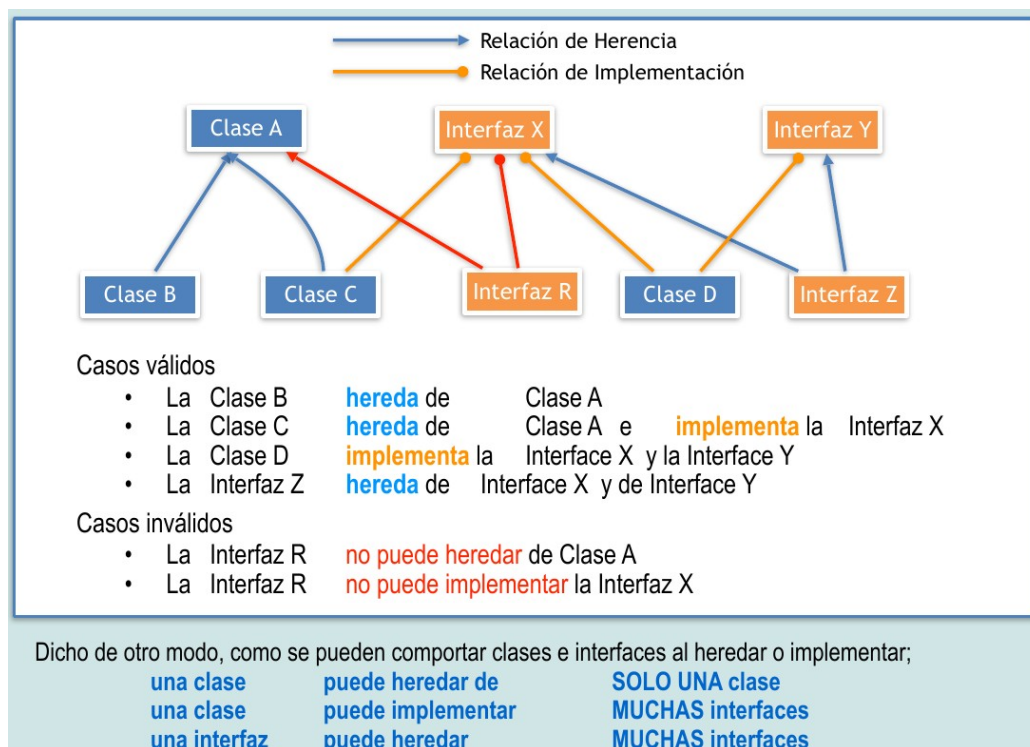 Relación de Herencia
Relación de Implementación
Clase A
Interfaz X
Interfaz Y
Clase B
Clase C
Interfaz R
Clase D
Interfaz Z
Casos válidos
• La Clase B hereda de Clase A
• La Clase C hereda de Clase A e implementa la Interfaz X
• La Clase D implementa la Interface X y la Interface Y
• La Interfaz Z hereda de Interface X y de Interface Y
Casos inválidos
• La Interfaz R no puede heredar de Clase A
• La Interfaz R no puede implementar la Interfaz X
Dicho de otro modo, como se pueden comportar clases e interfaces al heredar o implementar;
una clase puede heredar de SOLO UNA clase
una clase puede implementar MUCHAS interfaces
una interfaz puede heredar MUCHAS interfaces